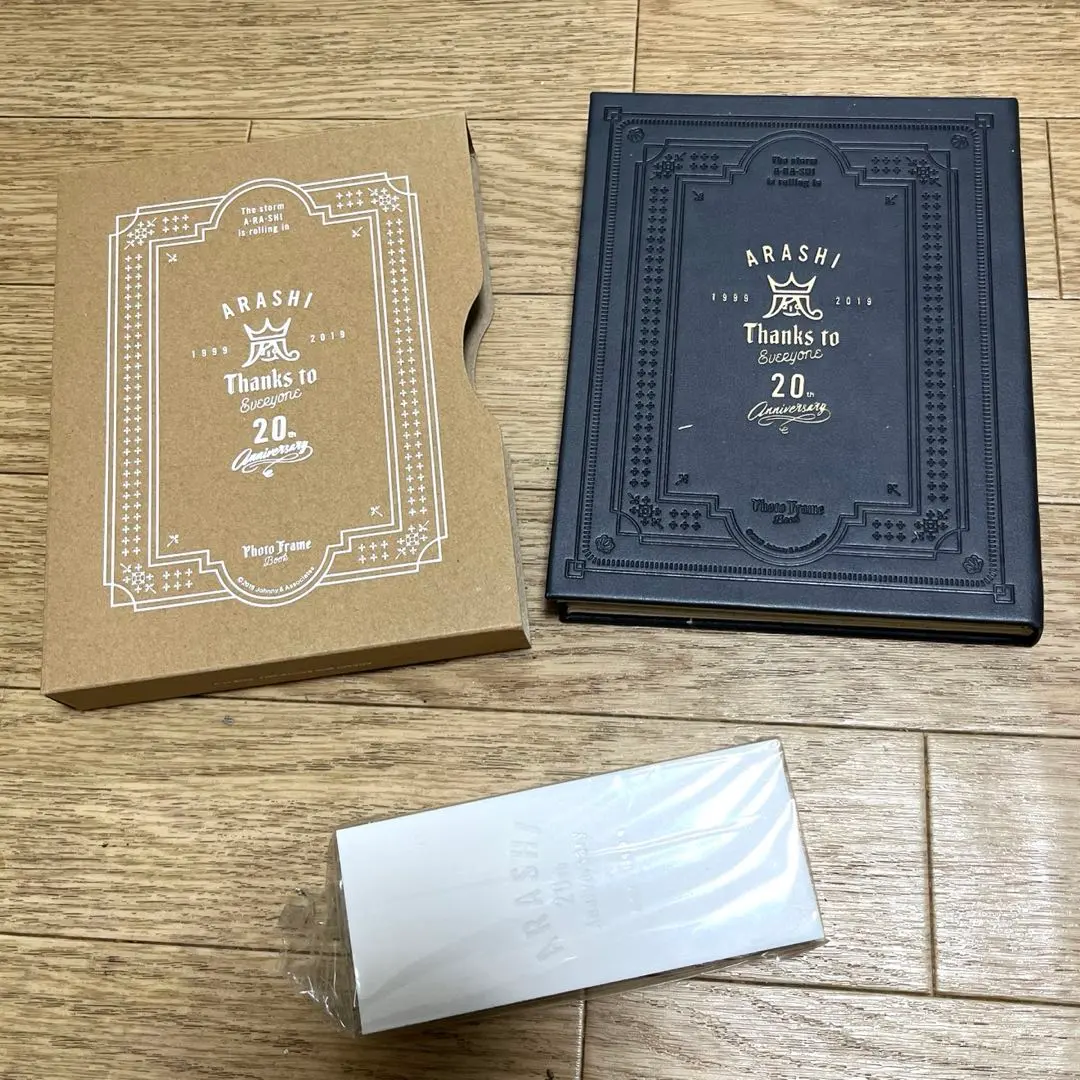 The storm
A·RA·SHI
is rolling in
ARASHI
嵐
1999 2019
Thanks to
Everyone
20th
Anniversary
Photo Frame
Book
The storm
A·RA·SHI
is rolling in
ARASHI
嵐
1999 2019
Thanks to
Everyone
20th
Anniversary
Photo Frame
Book
ARASHI
20th
Anniversary